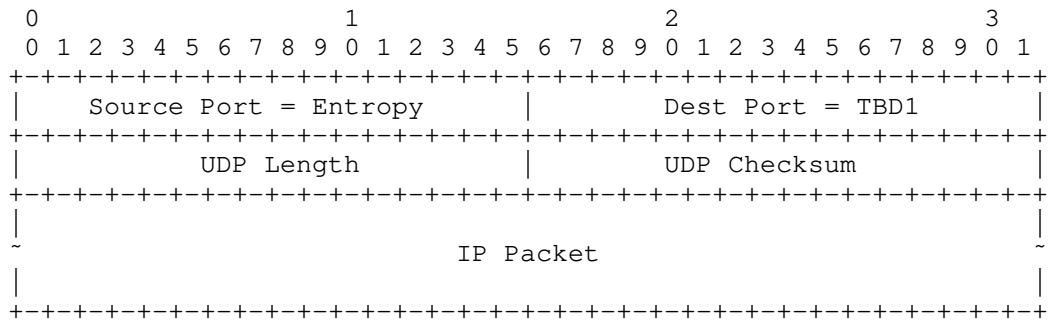 0                   1                   2                   3
 0 1 2 3 4 5 6 7 8 9 0 1 2 3 4 5 6 7 8 9 0 1 2 3 4 5 6 7 8 9 0 1
+-+-+-+-+-+-+-+-+-+-+-+-+-+-+-+-+-+-+-+-+-+-+-+-+-+-+-+-+-+-+-+-+
|    Source Port = Entropy      |        Dest Port = TBD1       |
+-+-+-+-+-+-+-+-+-+-+-+-+-+-+-+-+-+-+-+-+-+-+-+-+-+-+-+-+-+-+-+-+
|           UDP Length          |        UDP Checksum           |
+-+-+-+-+-+-+-+-+-+-+-+-+-+-+-+-+-+-+-+-+-+-+-+-+-+-+-+-+-+-+-+-+
|                                                               |
~                           IP Packet                           ~
|                                                               |
+-+-+-+-+-+-+-+-+-+-+-+-+-+-+-+-+-+-+-+-+-+-+-+-+-+-+-+-+-+-+-+-+